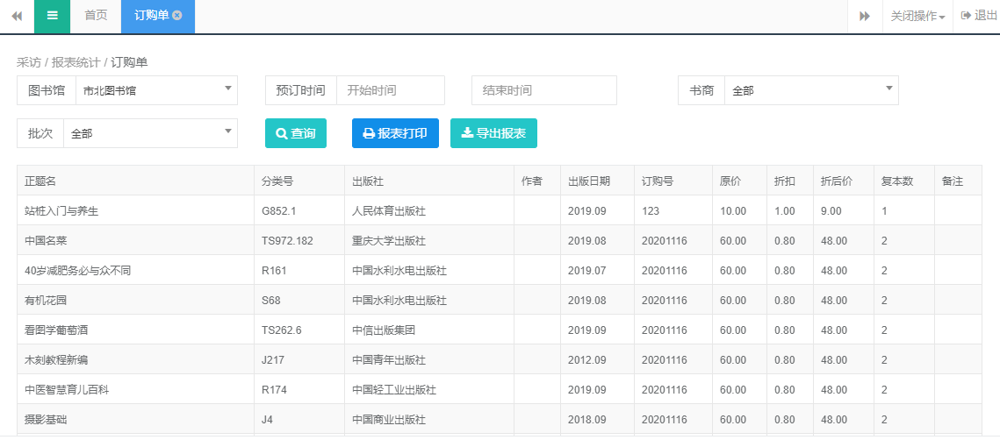 首页 订购单 关闭操作 退出
采访 / 报表统计 / 订购单
图书馆 市北图书馆 预订时间 开始时间 结束时间 书商 全部
批次 全部 查询 报表打印 导出报表
正题名 分类号 出版社 作者 出版日期 订购号 原价 折扣 折后价 复本数 备注
站桩入门与养生 G852.1 人民体育出版社 2019.09 123 10.00 1.00 9.00 1
中国名菜 TS972.182 重庆大学出版社 2019.08 20201116 60.00 0.80 48.00 2
40岁减肥务必与众不同 R161 中国水利水电出版社 2019.07 20201116 60.00 0.80 48.00 2
有机花园 S68 中国水利水电出版社 2019.08 20201116 60.00 0.80 48.00 2
看图学葡萄酒 TS262.6 中信出版集团 2019.09 20201116 60.00 0.80 48.00 2
木刻教程新编 J217 中国青年出版社 2012.09 20201116 60.00 0.80 48.00 2
中医智慧育儿百科 R174 中国轻工业出版社 2019.09 20201116 60.00 0.80 48.00 2
摄影基础 J4 中国商业出版社 2018.09 20201116 60.00 0.80 48.00 2